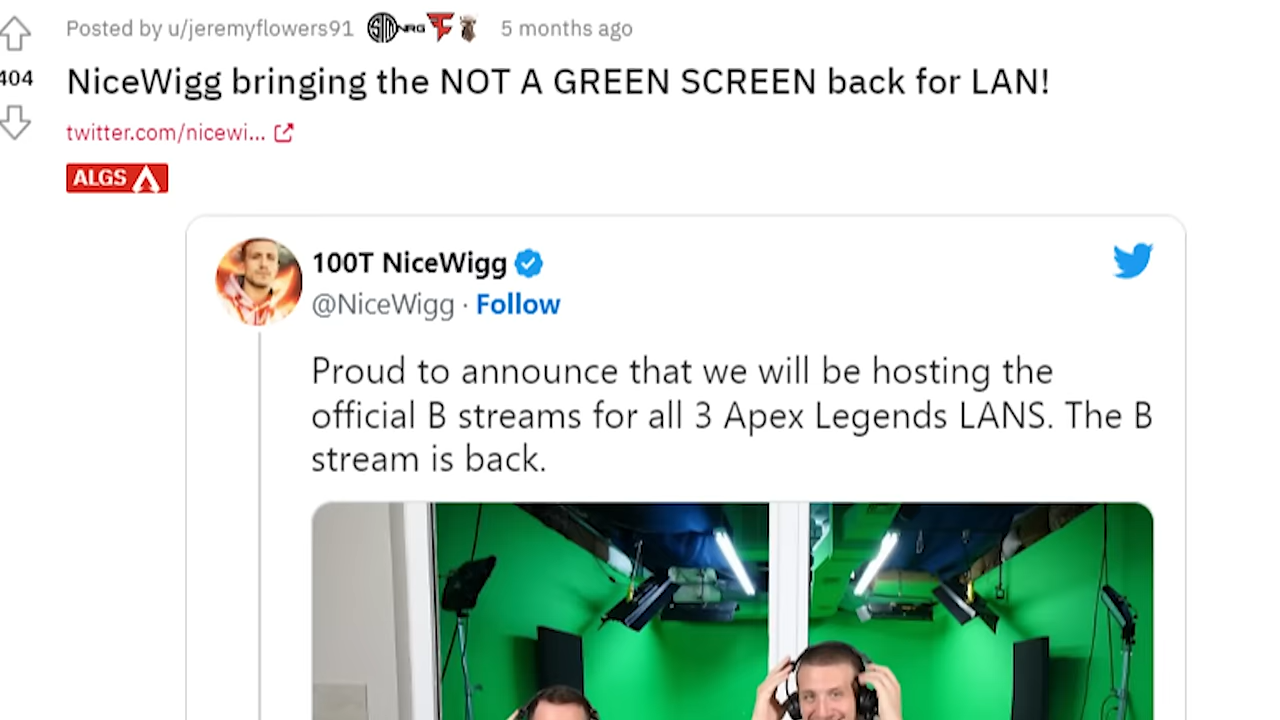 Posted by u/jeremyflowers91 5 months ago
404
NiceWigg bringing the NOT A GREEN SCREEN back for LAN!
twitter.com/nicewi...
ALGS
100T NiceWigg
@NiceWigg · Follow
Proud to announce that we will be hosting the
official B streams for all 3 Apex Legends LANS. The B
stream is back.